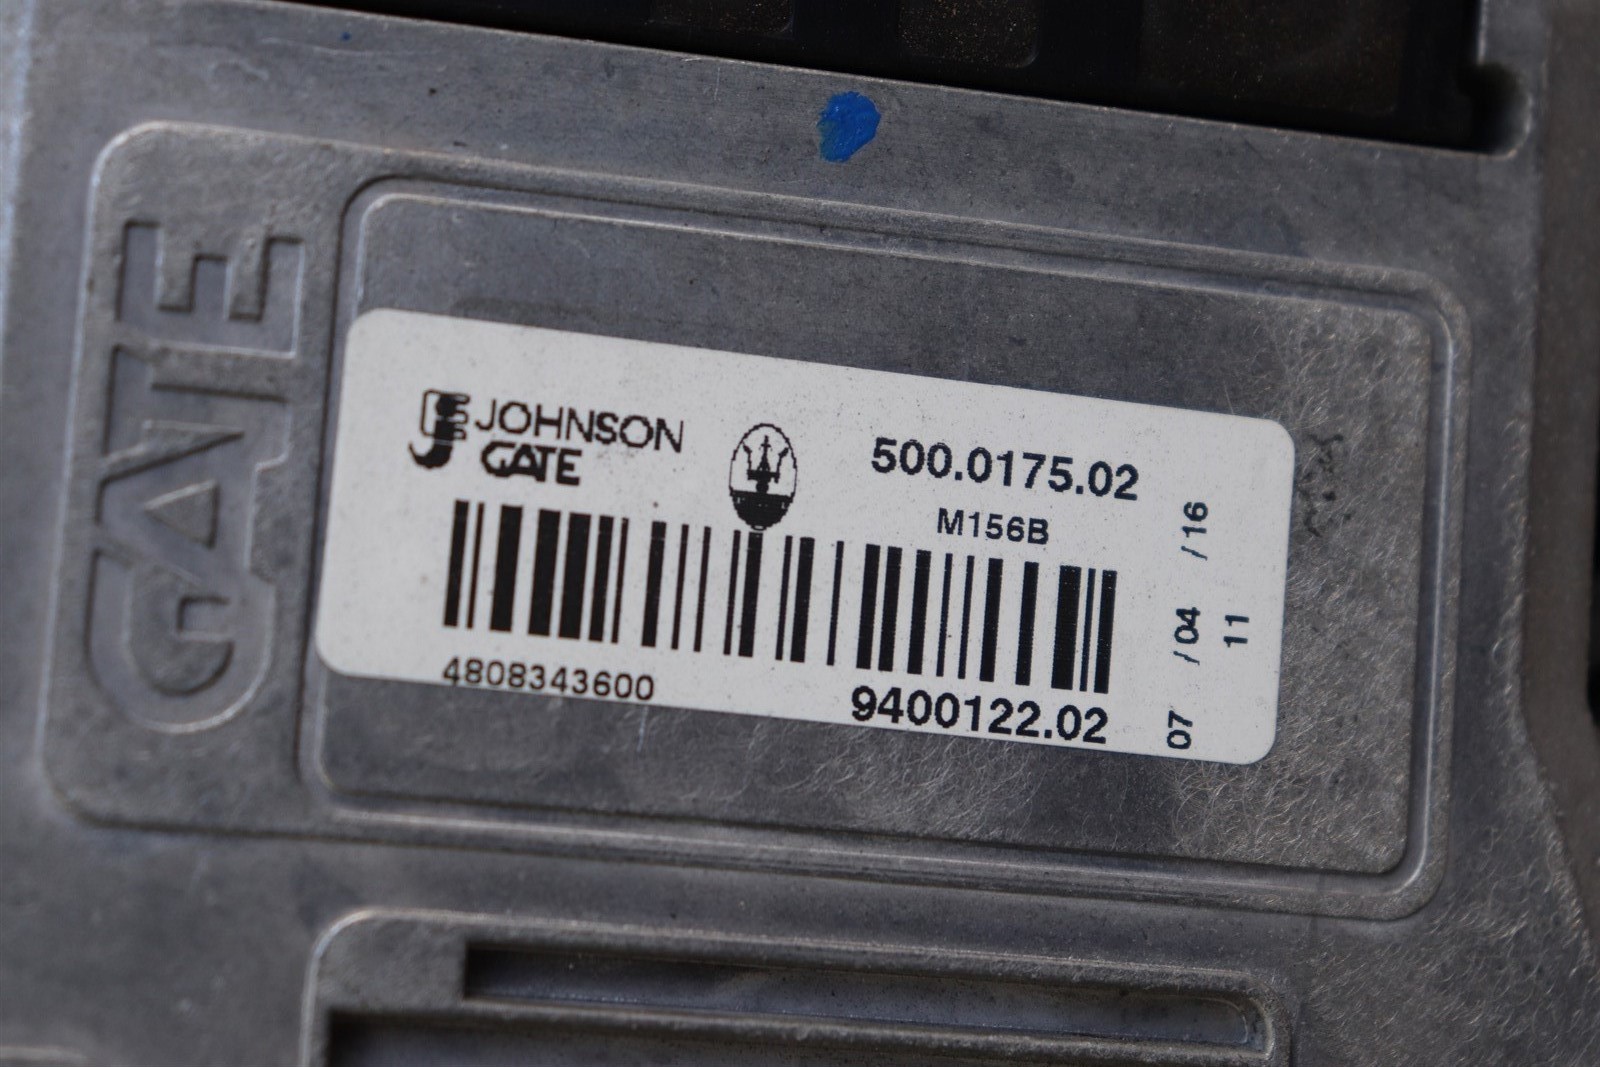 GATE
JOHNSON
GATE
500.0175.02
M156B
4808343600
9400122.02
07 /04 /16
11